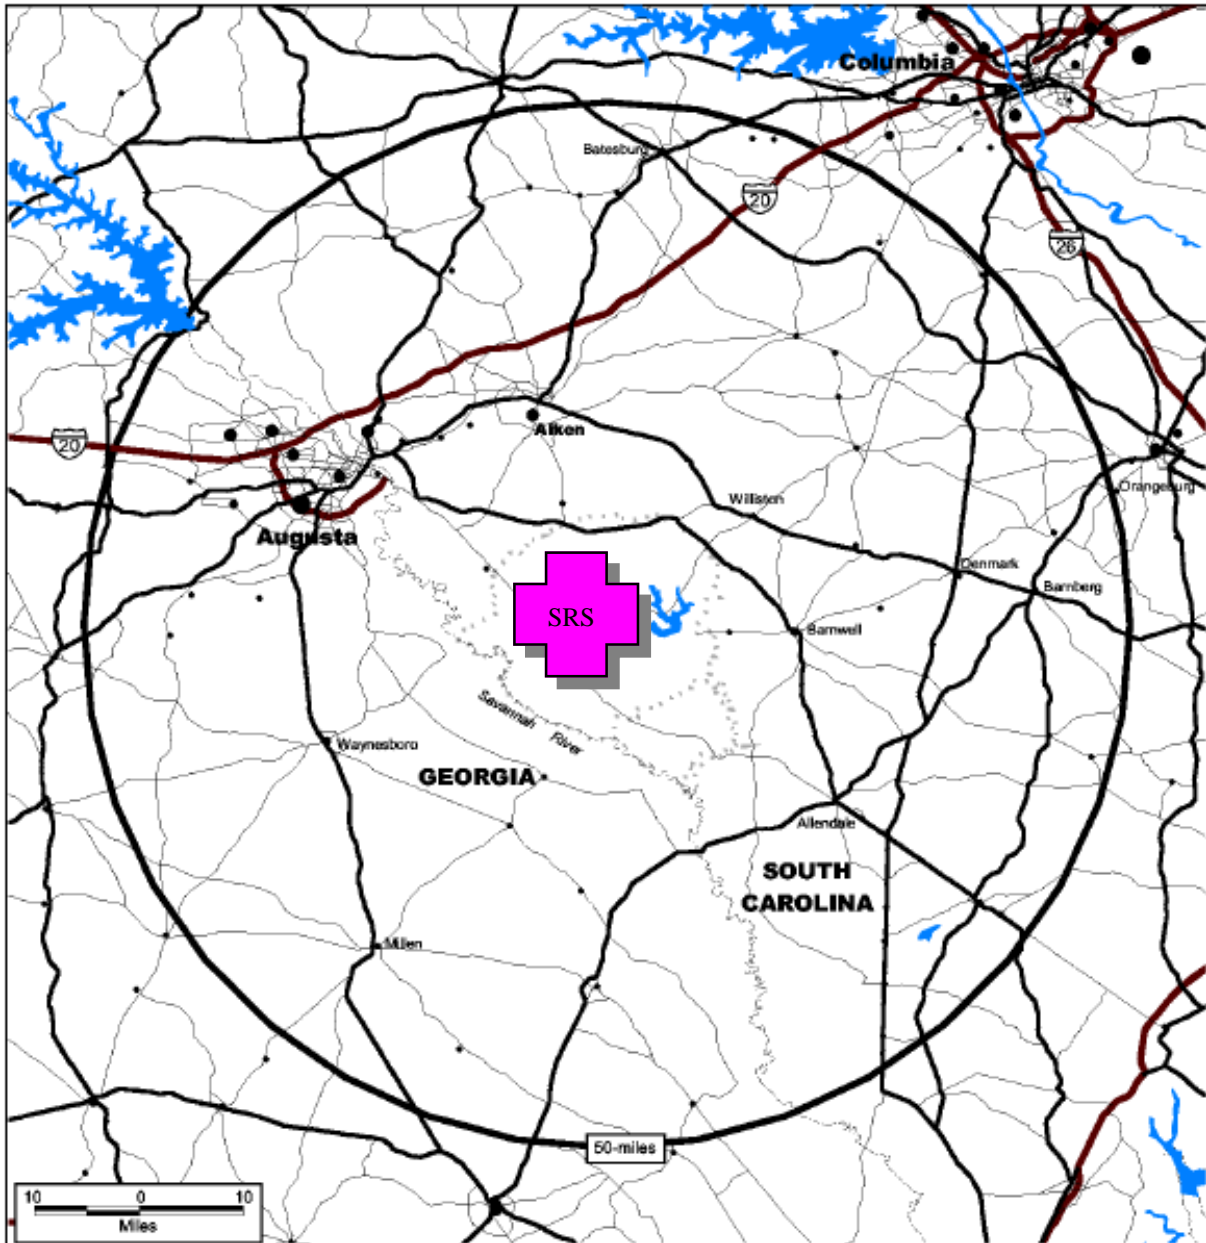 Columbia
Batesburg
20
26
Aiken
20
Williston
Orangeburg
Augusta
Denmark
Bamberg
SRS
Barnwell
Savannah River
Waynesboro
GEORGIA
Allendale
SOUTH
CAROLINA
Millen
50-miles
10 0 10
Miles